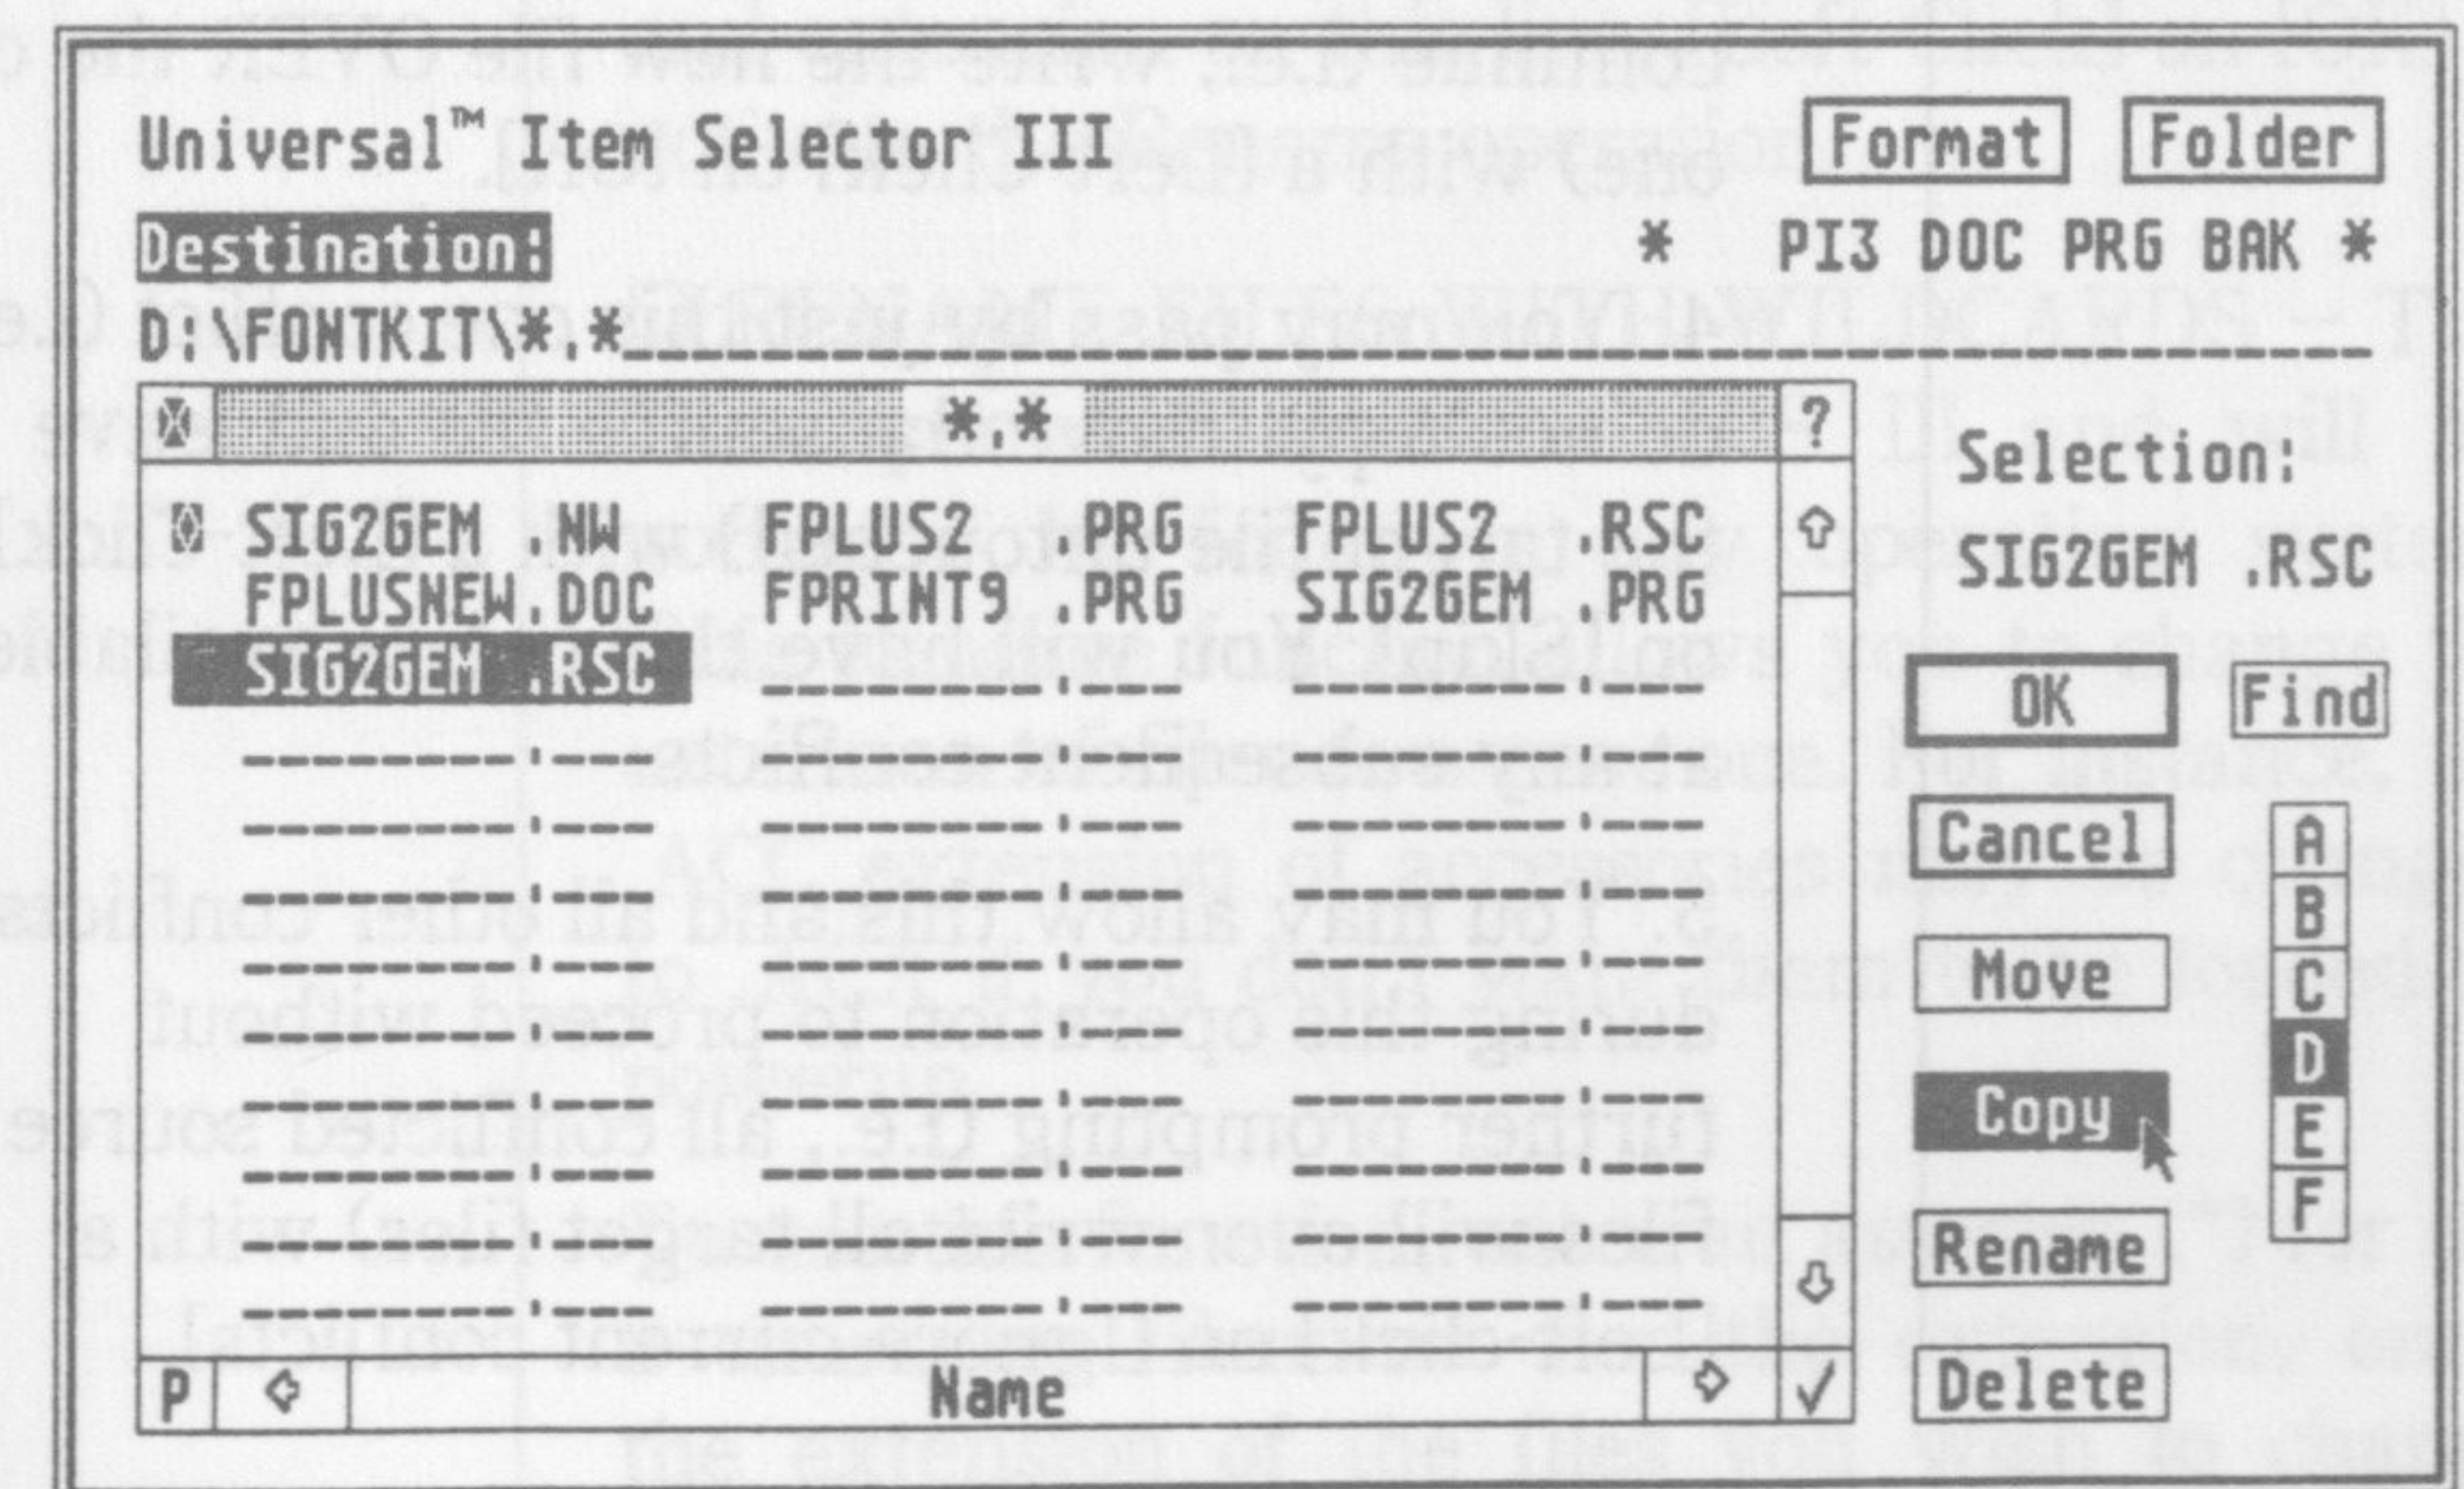 Universal™ Item Selector III
Format
Folder
Destination:
* PI3 DOC PRG BAK *
D:\FONTKIT\*.*
*.*
?
Selection:
SIG2GEM .RSC
SIG2GEM .NW FPLUS2 .PRG FPLUS2 .RSC
FPLUSNEW.DOC FPRINT9 .PRG SIG2GEM .PRG
SIG2GEM .RSC
OK
Find
Cancel
Move
Copy
Rename
Delete
A
B
C
D
E
F
P
Name